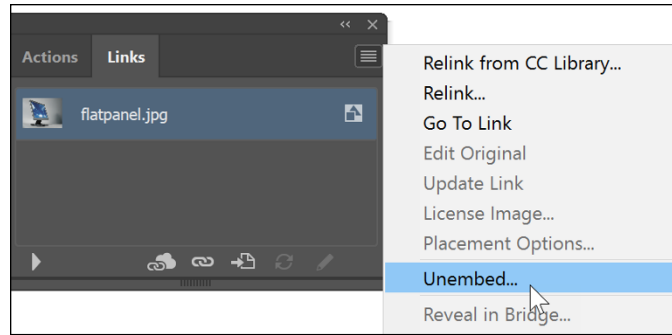 Actions
Links
flatpanel.jpg
Relink from CC Library...
Relink...
Go To Link
Edit Original
Update Link
License Image...
Placement Options...
Unembed...
Reveal in Bridge...